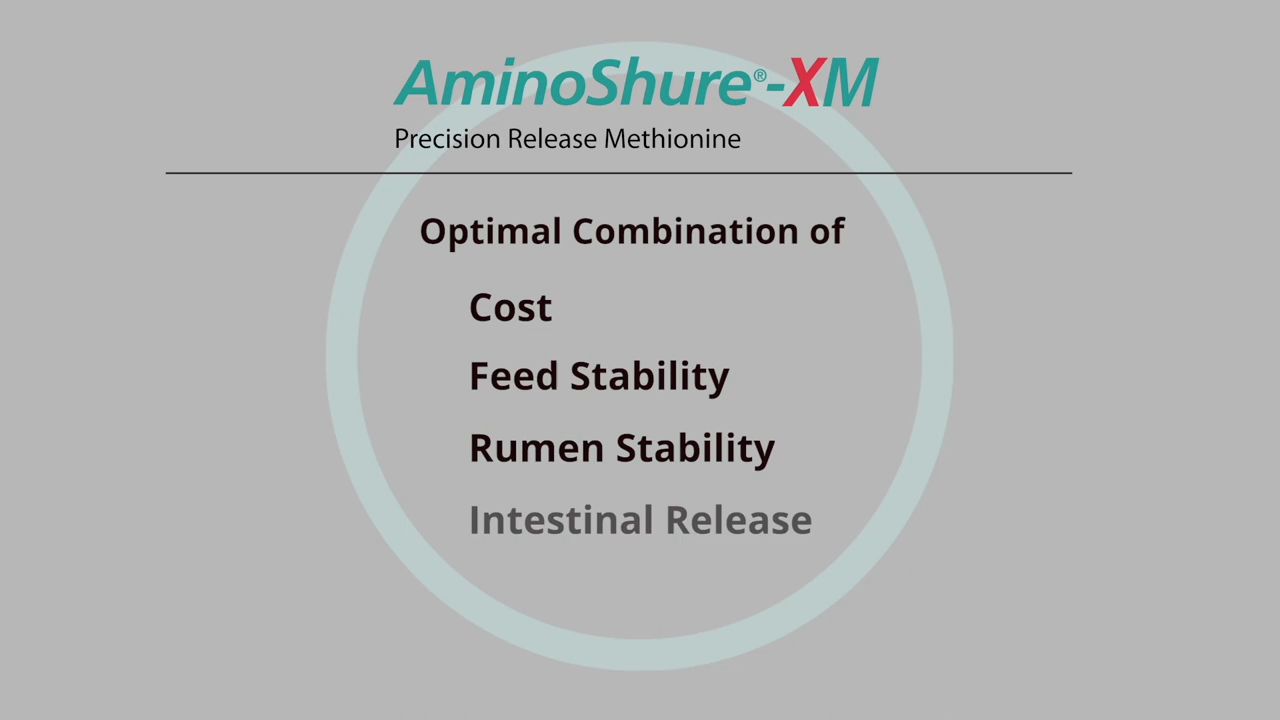 AminoShure®-XM
Precision Release Methionine
Optimal Combination of
Cost
Feed Stability
Rumen Stability
Intestinal Release